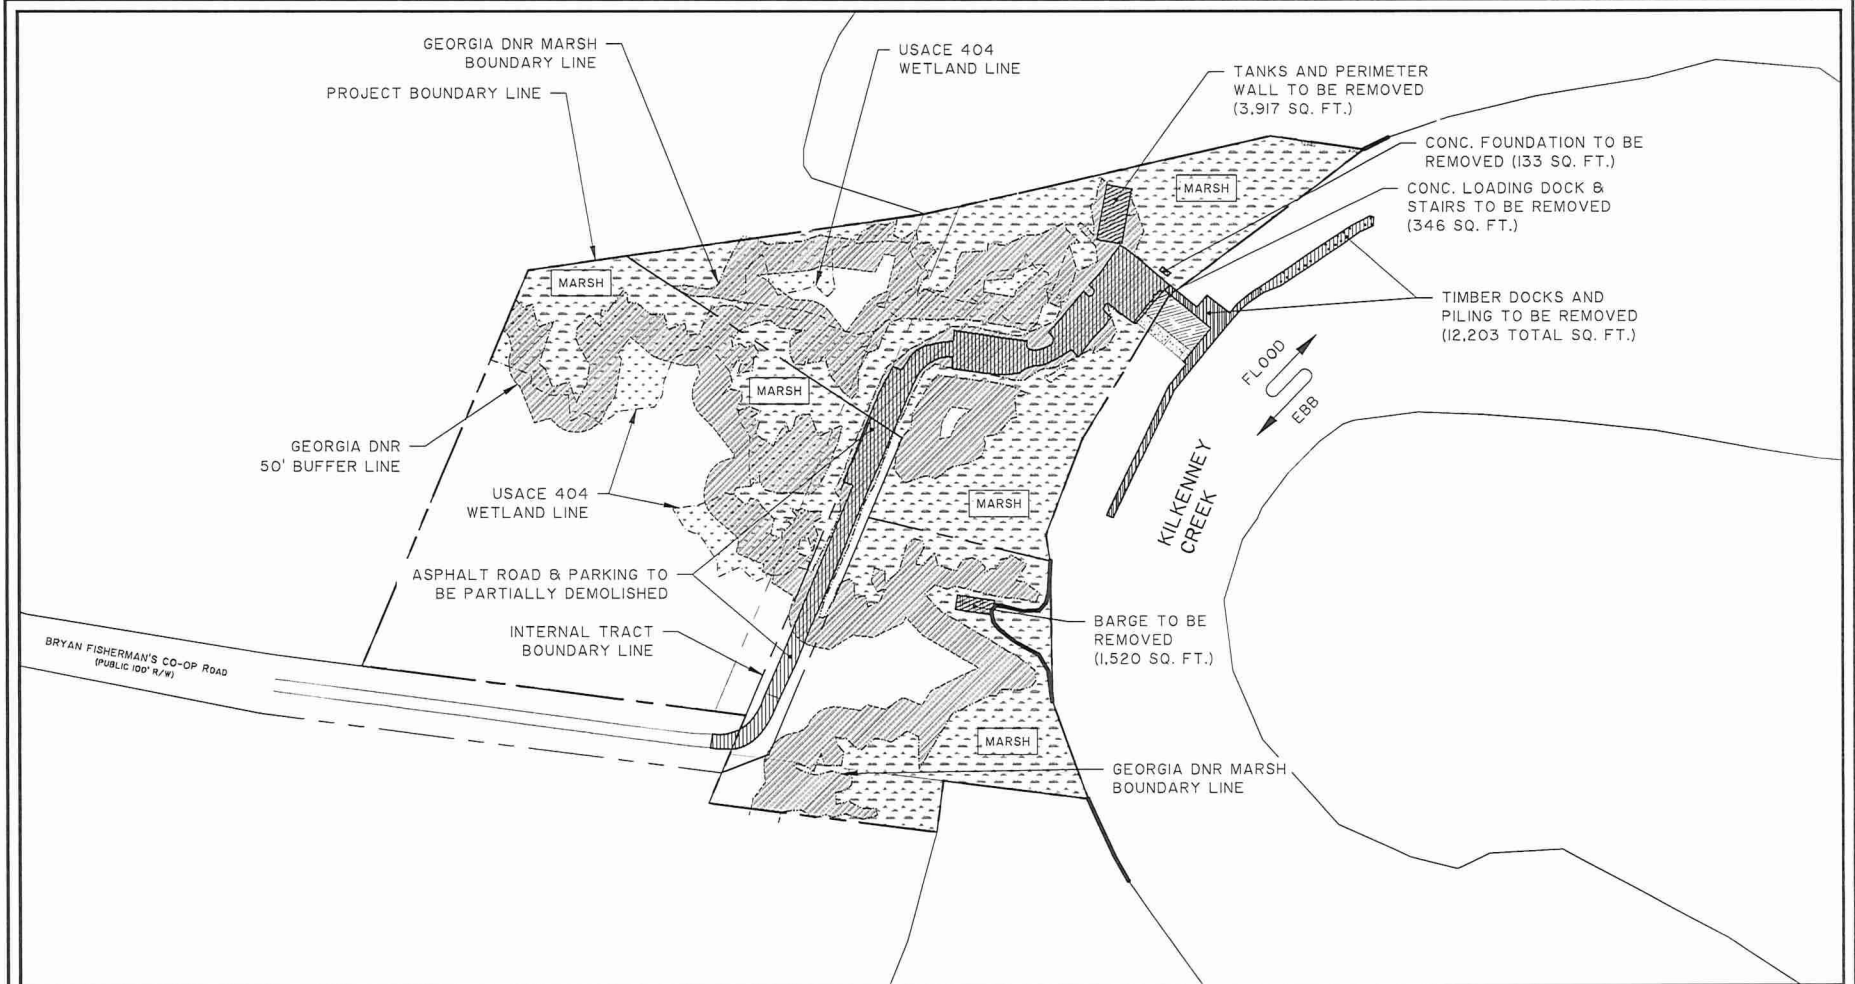 GEORGIA DNR MARSH
BOUNDARY LINE
PROJECT BOUNDARY LINE
USACE 404
WETLAND LINE
TANKS AND PERIMETER
WALL TO BE REMOVED
(3,917 SQ. FT.)
CONC. FOUNDATION TO BE
REMOVED (133 SQ. FT.)
CONC. LOADING DOCK &
STAIRS TO BE REMOVED
(346 SQ. FT.)
MARSH
MARSH
TIMBER DOCKS AND
PILING TO BE REMOVED
(12,203 TOTAL SQ. FT.)
FLOOD
EBB
MARSH
GEORGIA DNR
50' BUFFER LINE
USACE 404
WETLAND LINE
MARSH
KILKENNEY
CREEK
ASPHALT ROAD & PARKING TO
BE PARTIALLY DEMOLISHED
INTERNAL TRACT
BOUNDARY LINE
BARGE TO BE
REMOVED
(1,520 SQ. FT.)
BRYAN FISHERMAN'S CO-OP ROAD
(PUBLIC 100' R/W)
MARSH
GEORGIA DNR MARSH
BOUNDARY LINE